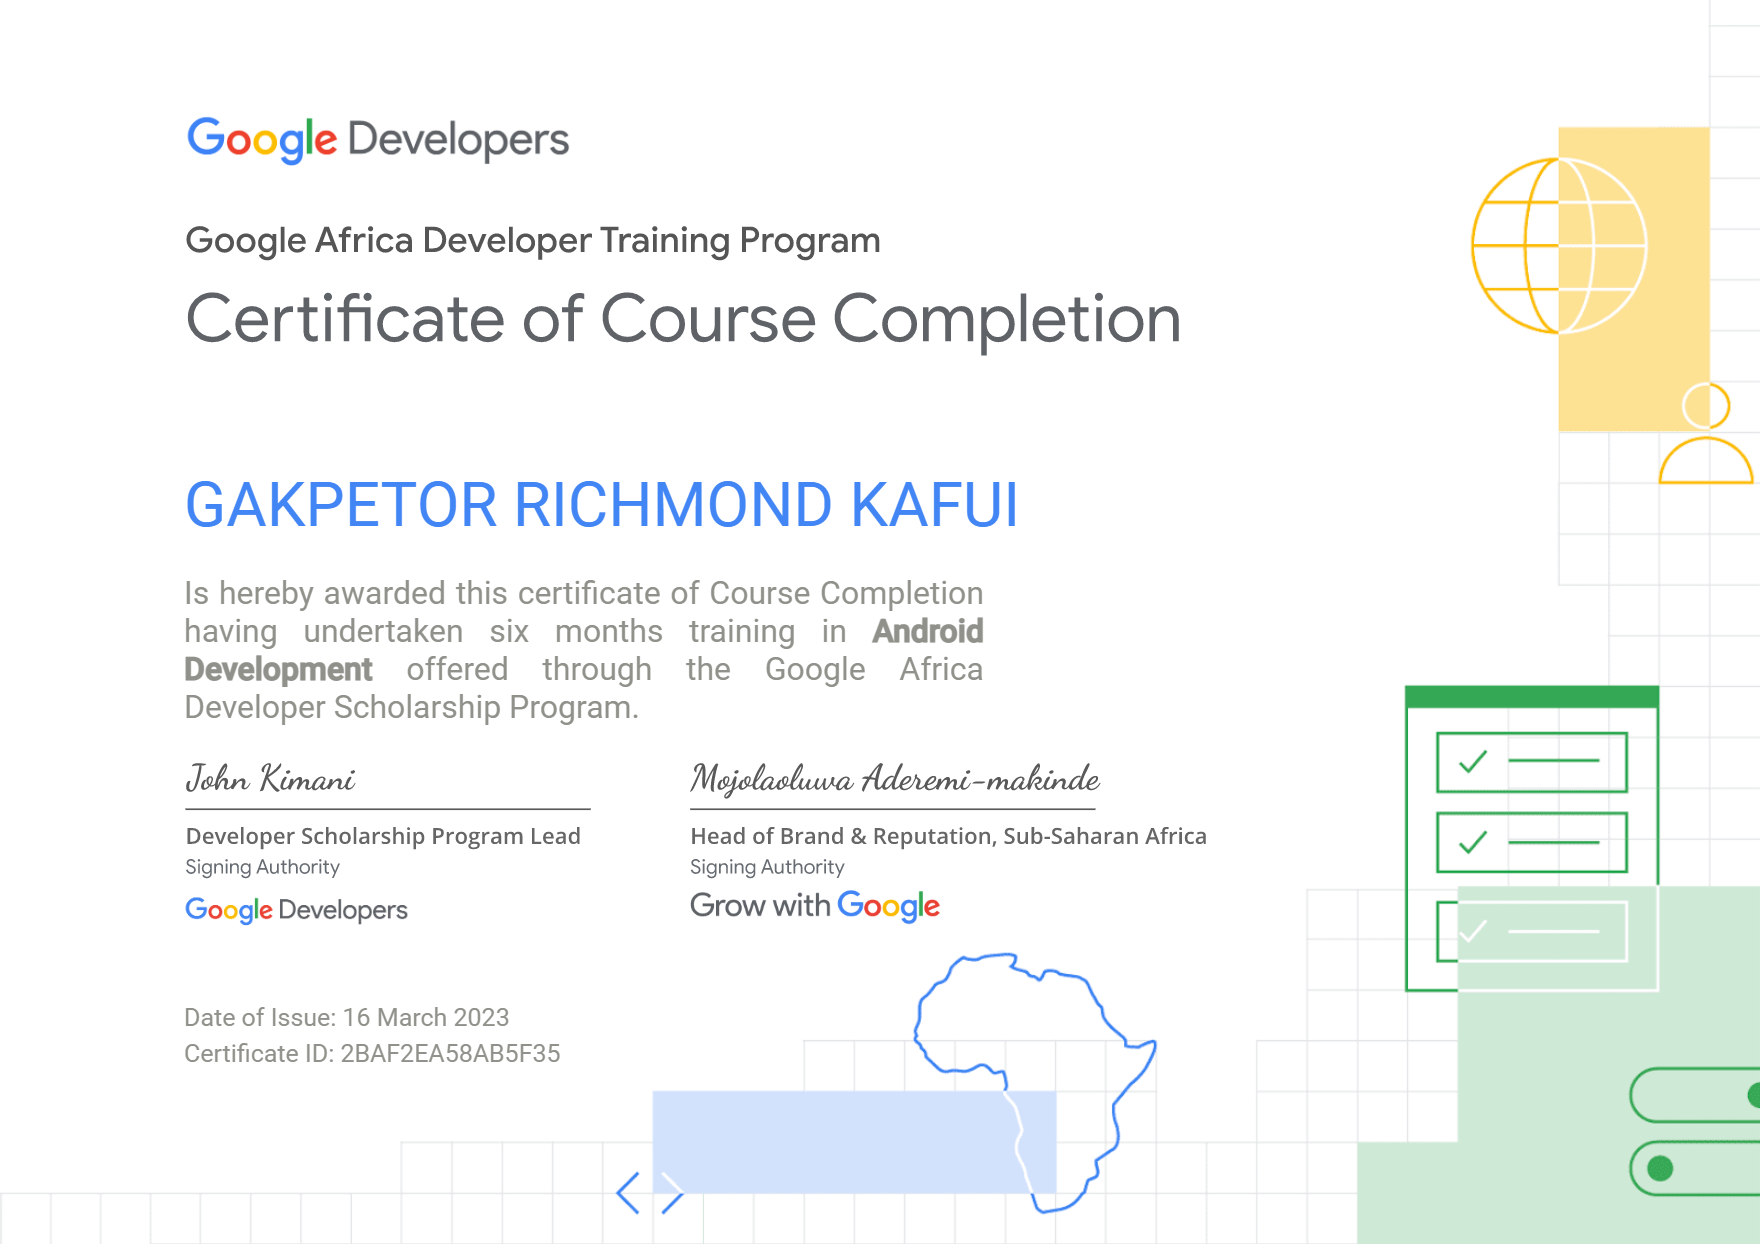 Google Developers
Google Africa Developer Training Program
Certificate of Course Completion
GAKPETOR RICHMOND KAFUI
Is hereby awarded this certificate of Course Completion
having undertaken six months training in Android
Development offered through the Google Africa
Developer Scholarship Program.
John Kimani
Developer Scholarship Program Lead
Signing Authority
Google Developers
Mojolaoluwa Aderemi-makinde
Head of Brand & Reputation, Sub-Saharan Africa
Signing Authority
Grow with Google
Date of Issue: 16 March 2023
Certificate ID: 2BAF2EA58AB5F35